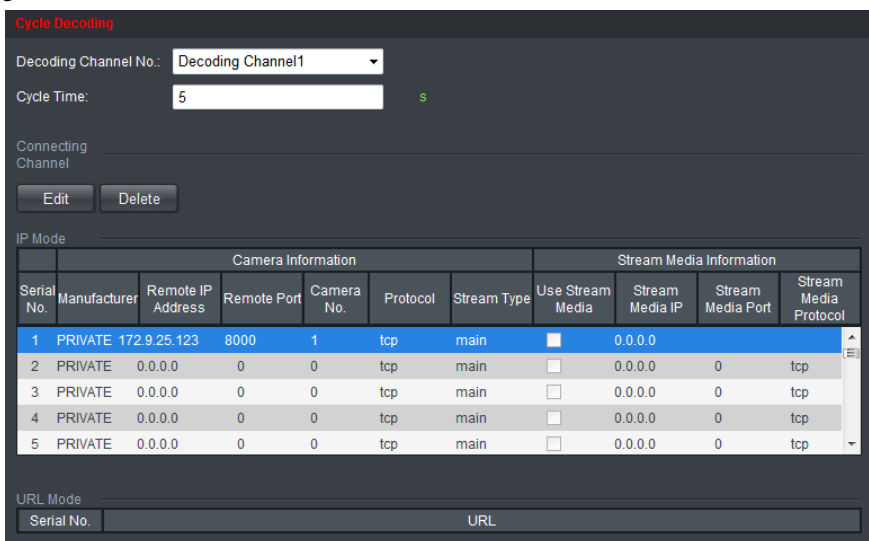 Cycle Decoding
Decoding Channel No.: Decoding Channel1
Cycle Time: 5 s
Connecting
Channel
Edit Delete
IP Mode
Camera Information Stream Media Information
Serial No. Manufacturer Remote IP Address Remote Port Camera No. Protocol Stream Type Use Stream Media Stream Media IP Stream Media Port Stream Media Protocol
1 PRIVATE 172.9.25.123 8000 1 tcp main 0.0.0.0
2 PRIVATE 0.0.0.0 0 0 tcp main 0.0.0.0 0 tcp
3 PRIVATE 0.0.0.0 0 0 tcp main 0.0.0.0 0 tcp
4 PRIVATE 0.0.0.0 0 0 tcp main 0.0.0.0 0 tcp
5 PRIVATE 0.0.0.0 0 0 tcp main 0.0.0.0 0 tcp
URL Mode
Serial No. URL